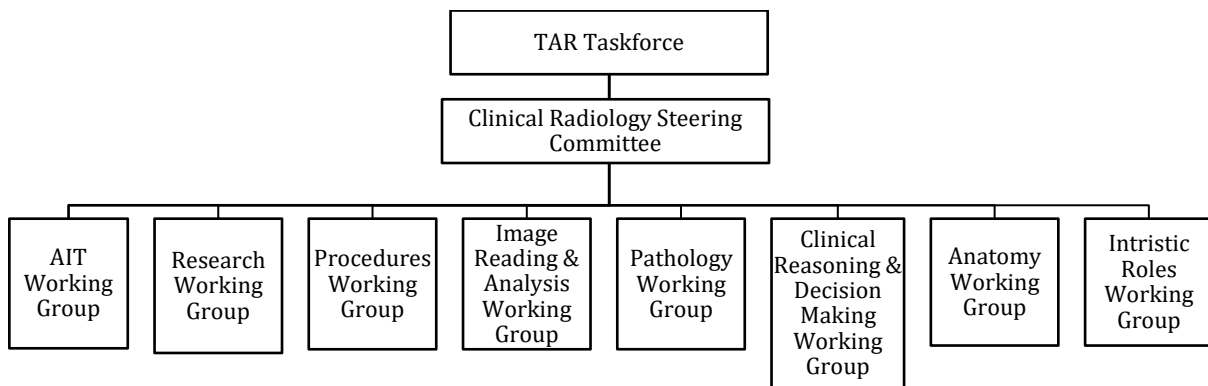 TAR Taskforce
Clinical Radiology Steering
Committee
AIT
Working
Group
Research
Working
Group
Procedures
Working
Group
Image
Reading &
Analysis
Working
Group
Pathology
Working
Group
Clinical
Reasoning &
Decision
Making
Working
Group
Anatomy
Working
Group
Intristic
Roles
Working
Group